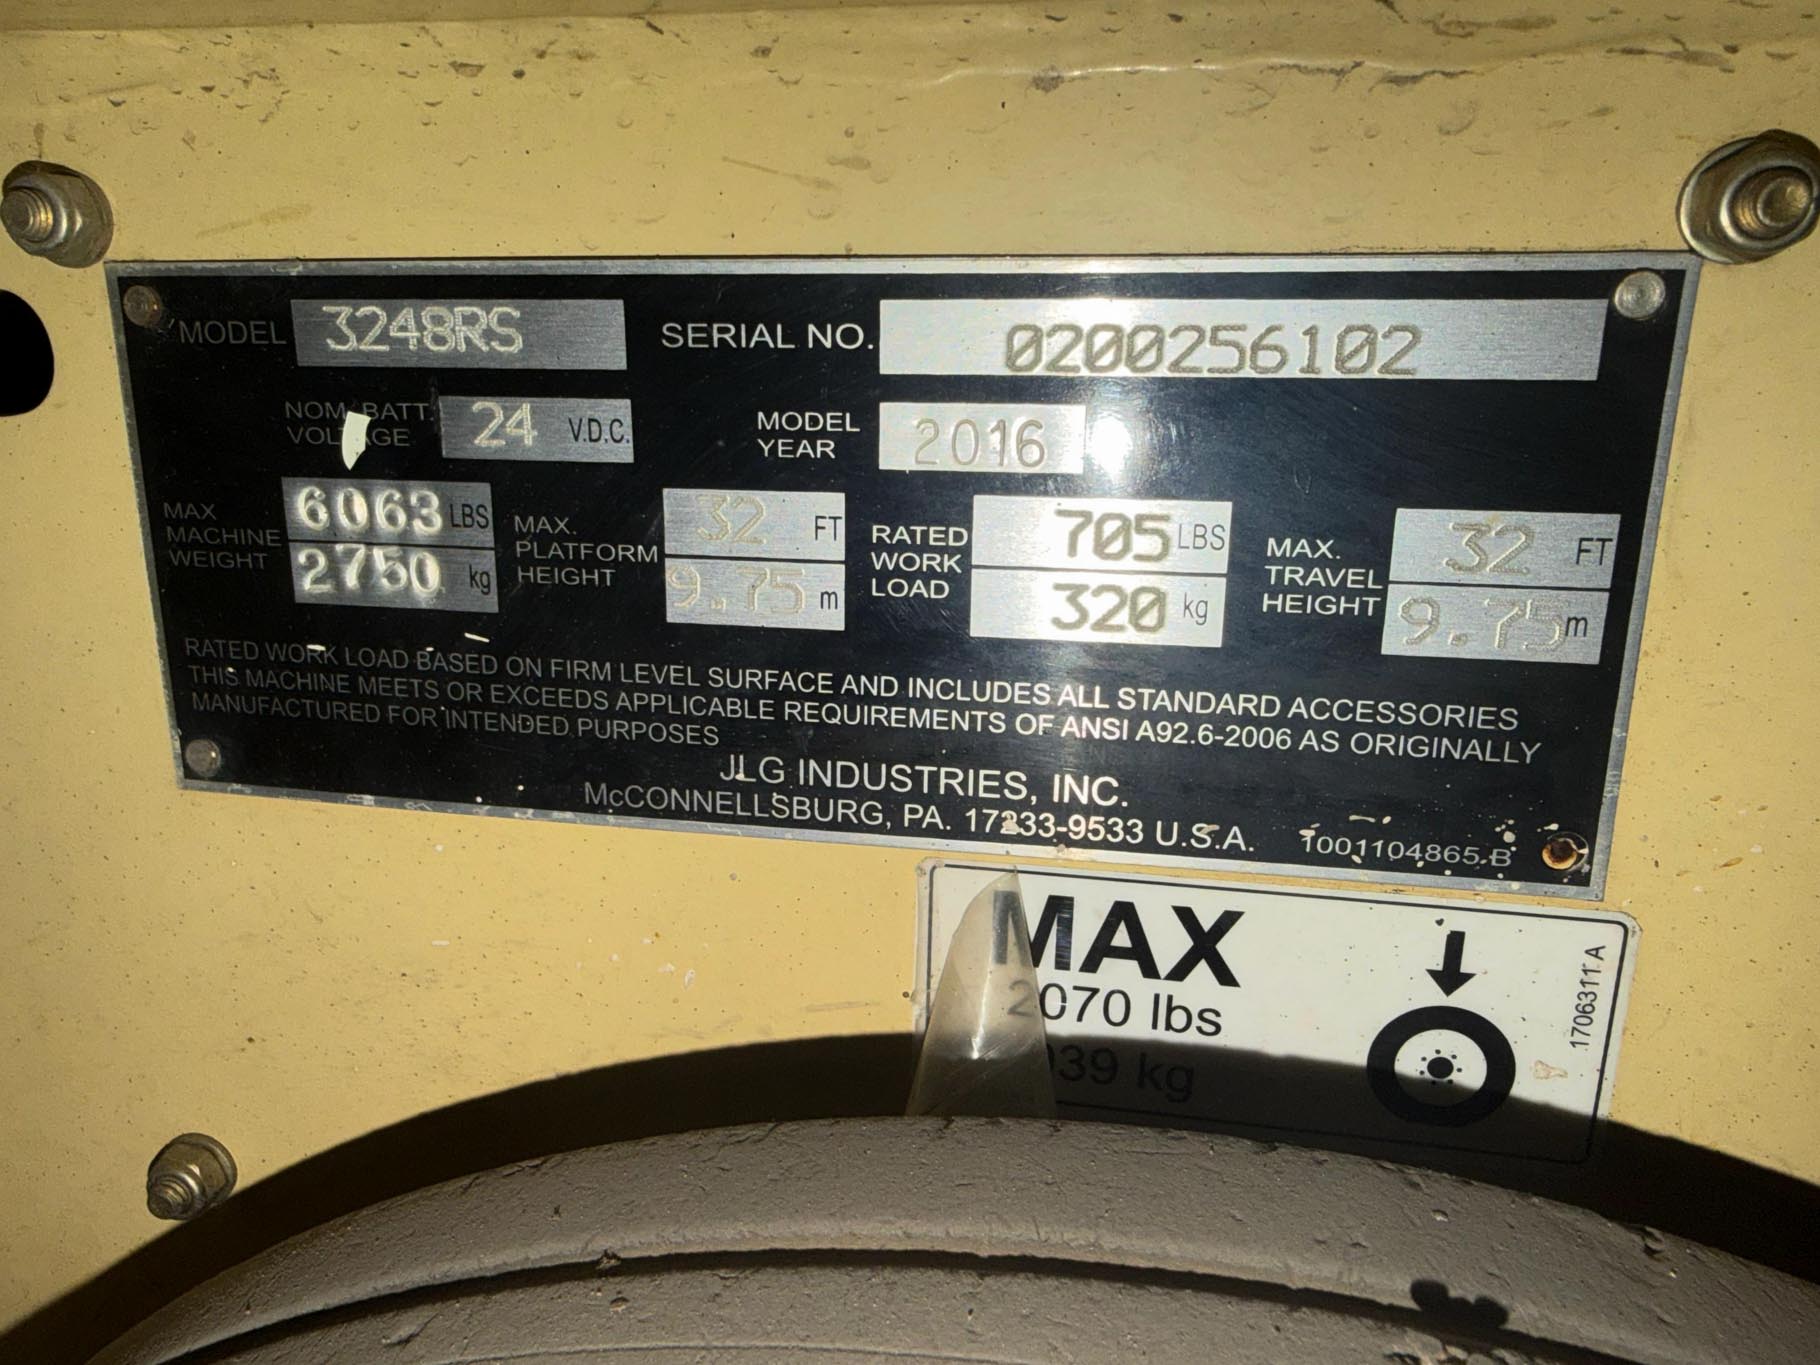 MODEL 3248RS SERIAL NO. 0200256102
NOM. BATT. VOLTAGE 24 V.D.C. MODEL YEAR 2016
MAX MACHINE WEIGHT 6063 LBS 2750 kg
MAX. PLATFORM HEIGHT 32 FT 9.75 m
RATED WORK LOAD 705 LBS 320 kg
MAX. TRAVEL HEIGHT 32 FT 9.75 m
RATED WORK LOAD BASED ON FIRM LEVEL SURFACE AND INCLUDES ALL STANDARD ACCESSORIES
THIS MACHINE MEETS OR EXCEEDS APPLICABLE REQUIREMENTS OF ANSI A92.6-2006 AS ORIGINALLY
MANUFACTURED FOR INTENDED PURPOSES
JLG INDUSTRIES, INC.
McCONNELLSBURG, PA. 17233-9533 U.S.A. 1001104865-B
MAX
2070 lbs
kg
1706311 A